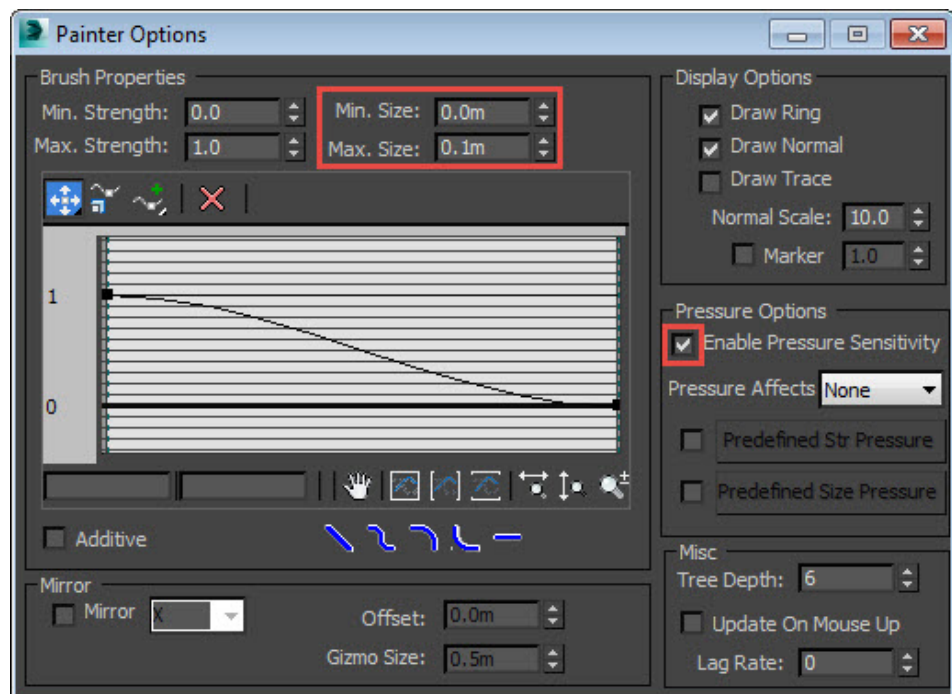 Painter Options
Brush Properties
Min. Strength: 0.0
Min. Size: 0.0m
Max. Strength: 1.0
Max. Size: 0.1m
1
0
Additive
Mirror
Mirror X
Offset: 0.0m
Gizmo Size: 0.5m
Display Options
Draw Ring
Draw Normal
Draw Trace
Normal Scale: 10.0
Marker 1.0
Pressure Options
Enable Pressure Sensitivity
Pressure Affects None
Predefined Str Pressure
Predefined Size Pressure
Misc
Tree Depth: 6
Update On Mouse Up
Lag Rate: 0